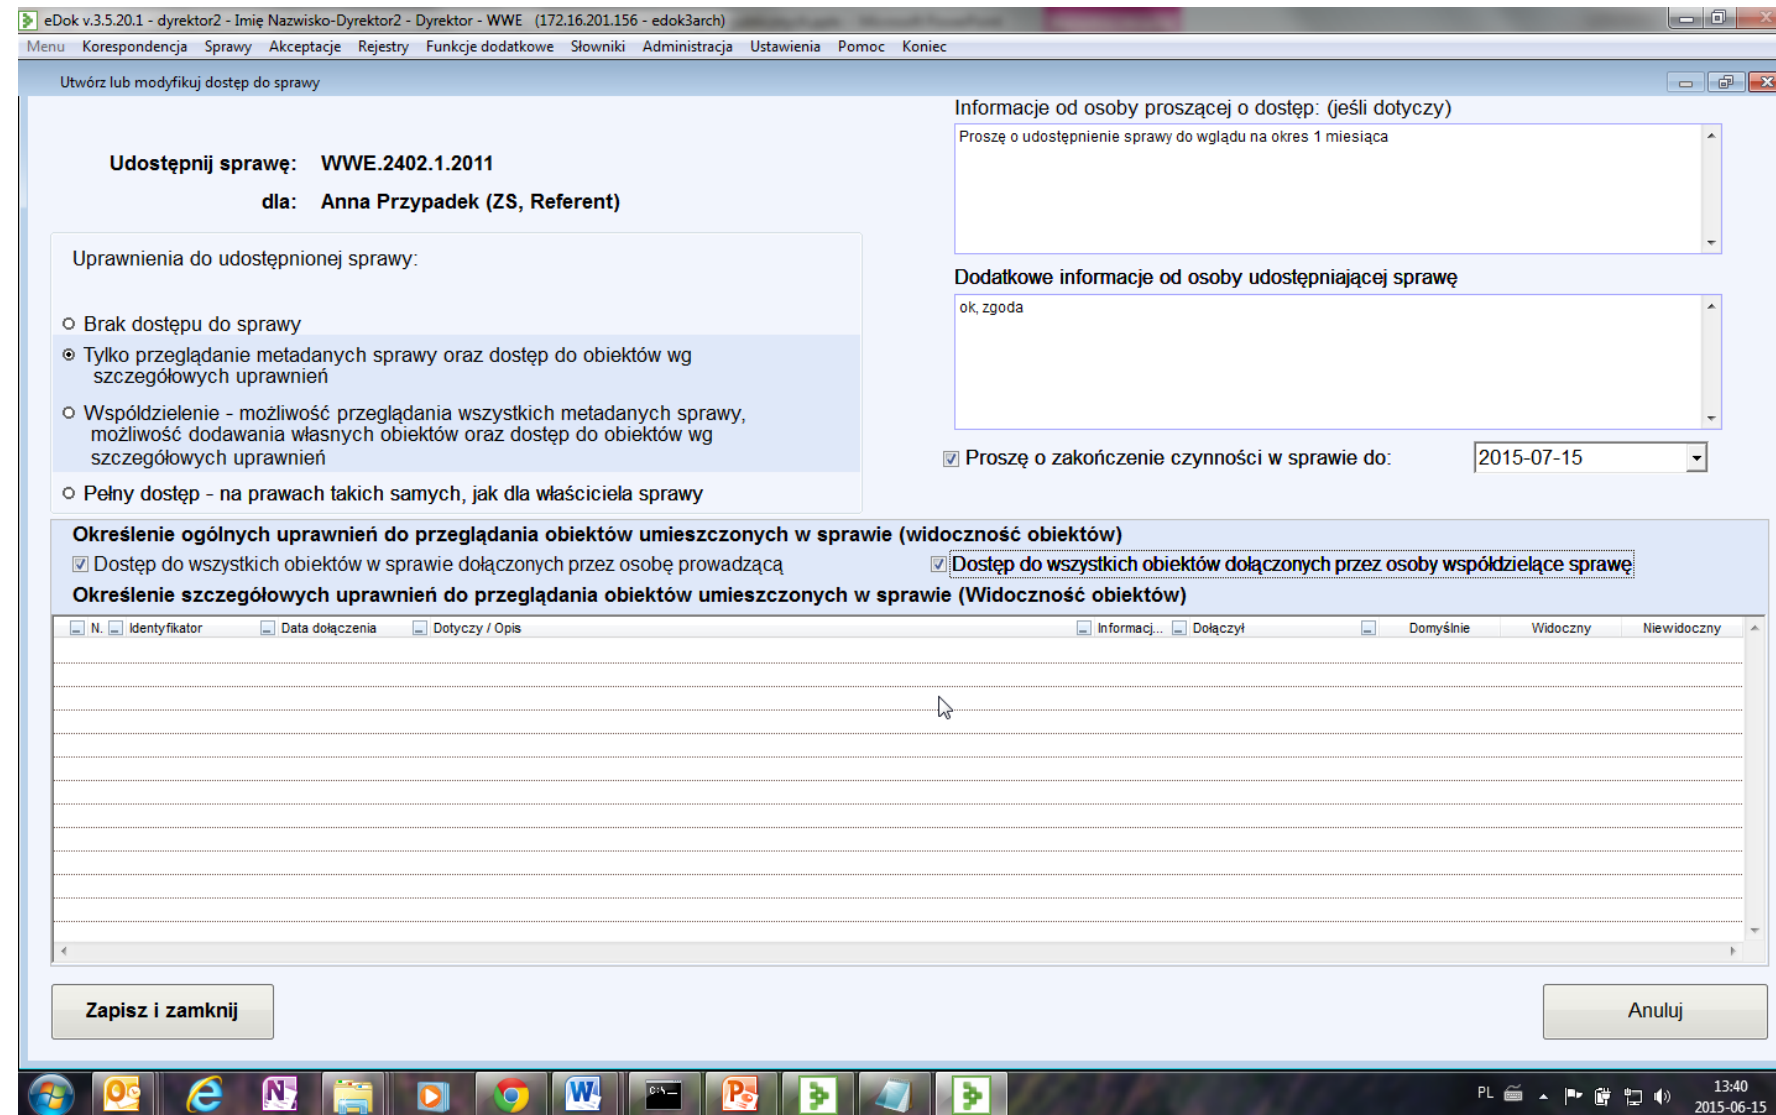 eDok v.3.5.20.1 - dyrektor2 - Imię Nazwisko-Dyrektor2 - Dyrektor - WWE (172.16.201.156 - edok3arch)
Menu Korespondencja Sprawy Akceptacje Rejestry Funkcje dodatkowe Słowniki Administracja Ustawienia Pomoc Koniec
Utwórz lub modyfikuj dostęp do sprawy
Informacje od osoby proszącej o dostęp: (jeśli dotyczy)
Proszę o udostępnienie sprawy do wglądu na okres 1 miesiąca
Udostępnij sprawę: WWE.2402.1.2011
dla: Anna Przypadek (ZS, Referent)
Uprawnienia do udostępnionej sprawy:
Brak dostępu do sprawy
Tylko przeglądanie metadanych sprawy oraz dostęp do obiektów wg
szczegółowych uprawnień
Współdzielenie - możliwość przeglądania wszystkich metadanych sprawy,
możliwość dodawania własnych obiektów oraz dostęp do obiektów wg
szczegółowych uprawnień
Pełny dostęp - na prawach takich samych, jak dla właściciela sprawy
Dodatkowe informacje od osoby udostępniającej sprawę
ok, zgoda
Proszę o zakończenie czynności w sprawie do: 2015-07-15
Określenie ogólnych uprawnień do przeglądania obiektów umieszczonych w sprawie (widoczność obiektów)
Dostęp do wszystkich obiektów w sprawie dołączonych przez osobę prowadzącą Dostęp do wszystkich obiektów dołączonych przez osoby współdzielące sprawę
Określenie szczegółowych uprawnień do przeglądania obiektów umieszczonych w sprawie (Widoczność obiektów)
N. Identyfikator Data dołączenia Dotyczy / Opis Informacj... Dołączył Domyślnie Widoczny Niewidoczny
Zapisz i zamknij Anuluj
C:\_
PL 13:40
2015-06-15